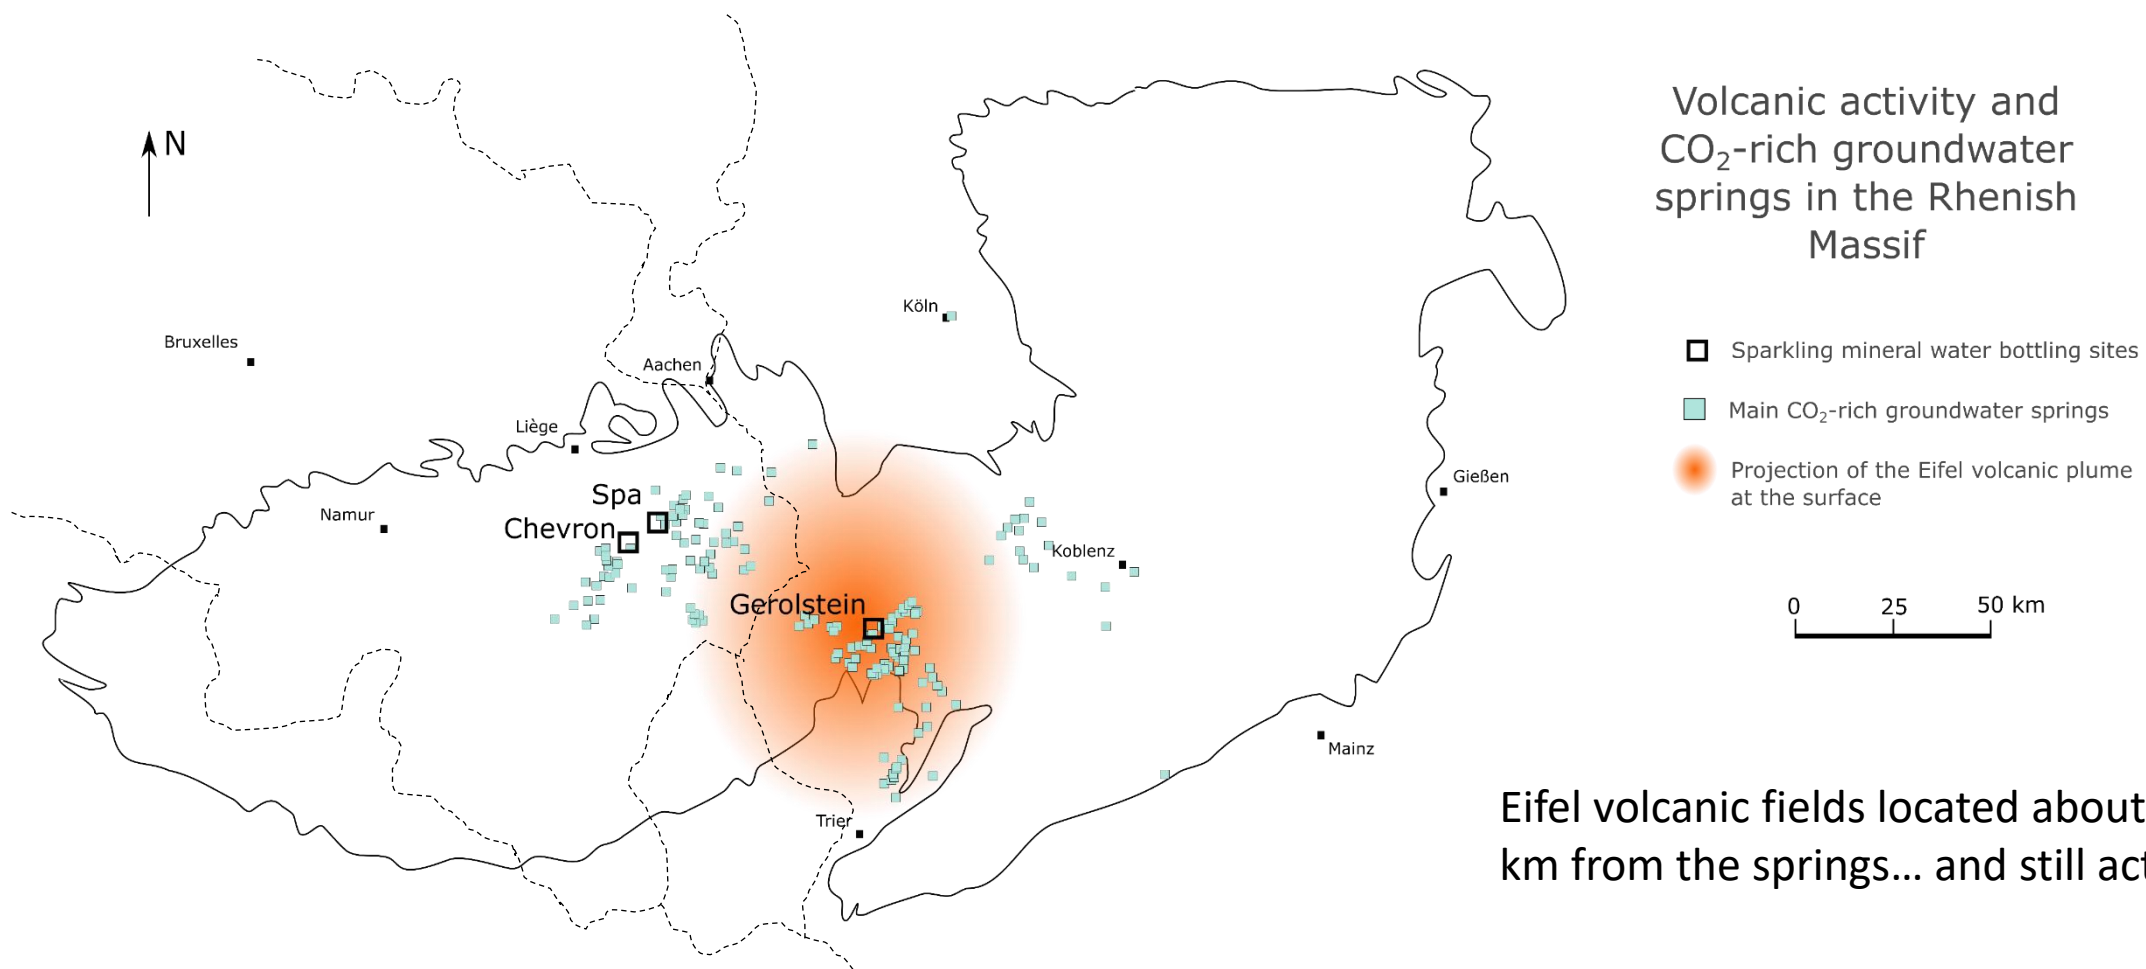 Volcanic activity and
CO₂-rich groundwater
springs in the Rhenish
Massif
N
Köln
Bruxelles
Aachen
Sparkling mineral water bottling sites
Main CO₂-rich groundwater springs
Liège
Projection of the Eifel volcanic plume
at the surface
Gießen
Spa
Namur
Chevron
Koblenz
Gerolstein
0 25 50 km
Mainz
Trier
Eifel volcanic fields located about
km from the springs… and still